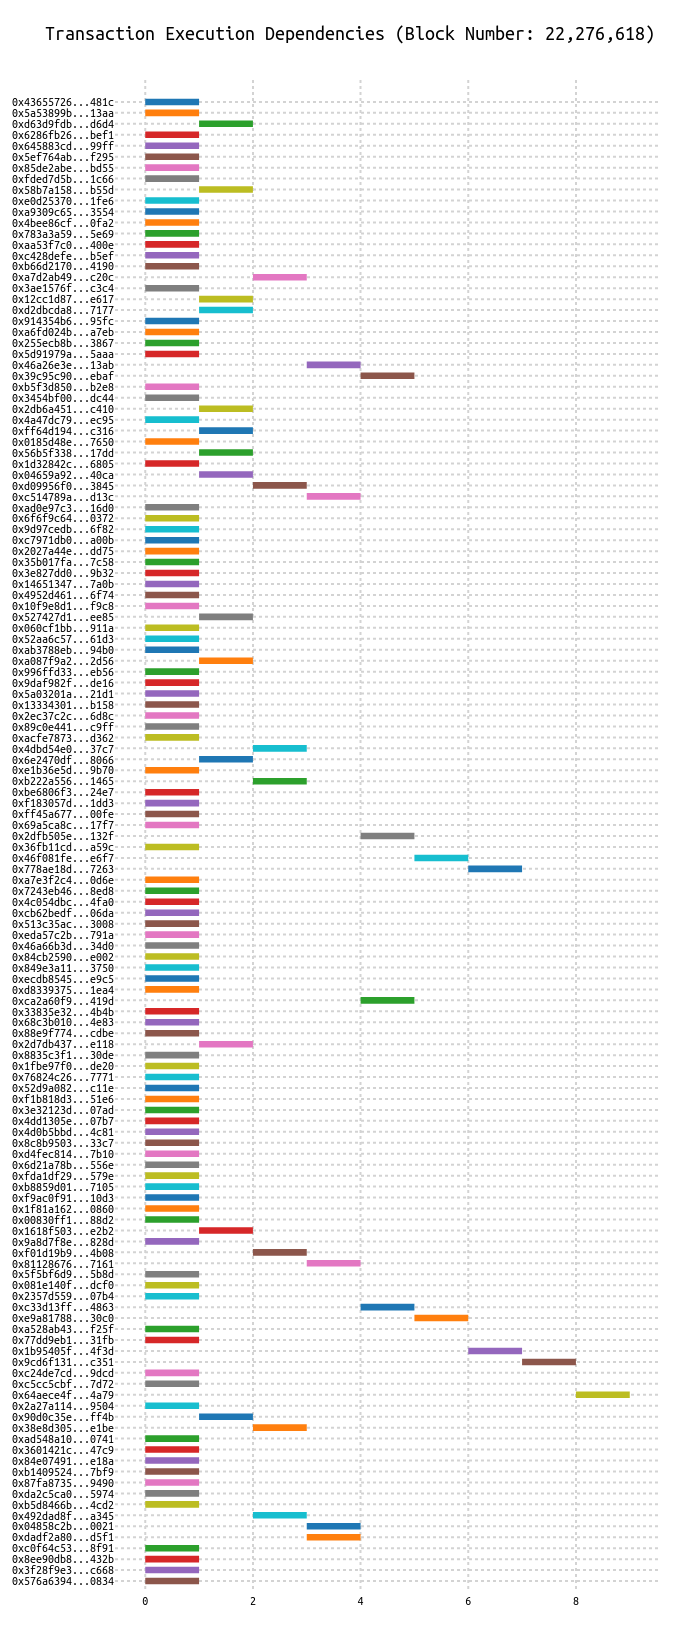 Transaction Execution Dependencies (Block Number: 22,276,618)
0x43655726...481c
0x5a53899b...13aa
0xd63d9fdb...d6d4
0x6286fb26...bef1
0x645883cd...99ff
0x5ef764ab...f295
0x85de2abe...bd55
0xfded7d5b...1c66
0x58b7a158...b55d
0xe0d25370...1fe6
0xa9309c65...3554
0x4bee86cf...0fa2
0x783a3a59...5e69
0xaa53f7c0...400e
0xc428defe...b5ef
0xb66d2170...4190
0xa7d2ab49...c20c
0x3ae1576f...c3c4
0x12cc1d87...e617
0xd2dbcda8...7177
0x914354b6...95fc
0xa6fd024b...a7eb
0x255ecb8b...3867
0x5d91979a...5aaa
0x46a26e3e...13ab
0x39c95c90...ebaf
0xb5f3d850...b2e8
0x3454bf00...dc44
0x2db6a451...c410
0x4a47dc79...ec95
0xff64d194...c316
0x0185d48e...7650
0x56b5f338...17dd
0x1d32842c...6805
0x04659a92...40ca
0xd09956f0...3845
0xc514789a...d13c
0xad0e97c3...16d0
0x6f6f9c64...0372
0x9d97cedb...6f82
0xc7971db0...a00b
0x2027a44e...dd75
0x35b017fa...7c58
0x3e827dd0...9b32
0x14651347...7a0b
0x4952d461...6f74
0x10f9e8d1...f9c8
0x527427d1...ee85
0x060cf1bb...911a
0x52aa6c57...61d3
0xab3788eb...94b0
0xa087f9a2...2d56
0x996ffd33...eb56
0x9daf982f...de16
0x5a03201a...21d1
0x13334301...b158
0x2ec37c2c...6d8c
0x89c0e441...c9ff
0xacfe7873...d362
0x4dbd54e0...37c7
0x6e2470df...8066
0xe1b36e5d...9b70
0xb222a556...1465
0xbe6806f3...24e7
0xf183057d...1dd3
0xff45a677...00fe
0x69a5ca8c...17f7
0x2dfb505e...132f
0x36fb11cd...a59c
0x46f081fe...e6f7
0x778ae18d...7263
0xa7e3f2c4...0d6e
0x7243eb46...8ed8
0x4c054dbc...4fa0
0xcb62bedf...06da
0x513c35ac...3008
0xeda57c2b...791a
0x46a66b3d...34d0
0x84cb2590...e002
0x849e3a11...3750
0xecdb8545...e9c5
0xd8339375...1ea4
0xca2a60f9...419d
0x33835e32...4b4b
0x68c3b010...4e83
0x88e9f774...cdbe
0x2d7db437...e118
0x8835c3f1...30de
0x1fbe97f0...de20
0x76824c26...7771
0x52d9a082...c11e
0xf1b818d3...51e6
0x3e32123d...07ad
0x4dd1305e...07b7
0x4d0b5bbd...4c81
0x8c8b9503...33c7
0xd4fec814...7b10
0x6d21a78b...556e
0xfda1df29...579e
0xb8859d01...7105
0xf9ac0f91...10d3
0x1f81a162...0860
0x00830ff1...88d2
0x1618f503...e2b2
0x9a8d7f8e...828d
0xf01d19b9...4b08
0x81128676...7161
0x5f5bf6d9...5b8d
0x081e140f...dcf0
0x2357d559...07b4
0xc33d13ff...4863
0xe9a81788...30c0
0xa528ab43...f25f
0x77dd9eb1...31fb
0x1b95405f...4f3d
0x9cd6f131...c351
0xc24de7cd...9dcd
0xc5cc5cbf...7d72
0x64aece4f...4a79
0x2a27a114...9504
0x90d0c35e...ff4b
0x38e8d305...e1be
0xad548a10...0741
0x3601421c...47c9
0x84e07491...e18a
0xb1409524...7bf9
0x87fa8735...9490
0xda2c5ca0...5974
0xb5d8466b...4cd2
0x492dad8f...a345
0x04858c2b...0021
0xdadf2a80...d5f1
0xc0f64c53...8f91
0x8ee90db8...432b
0x3f28f9e3...c668
0x576a6394...0834
0 2 4 6 8